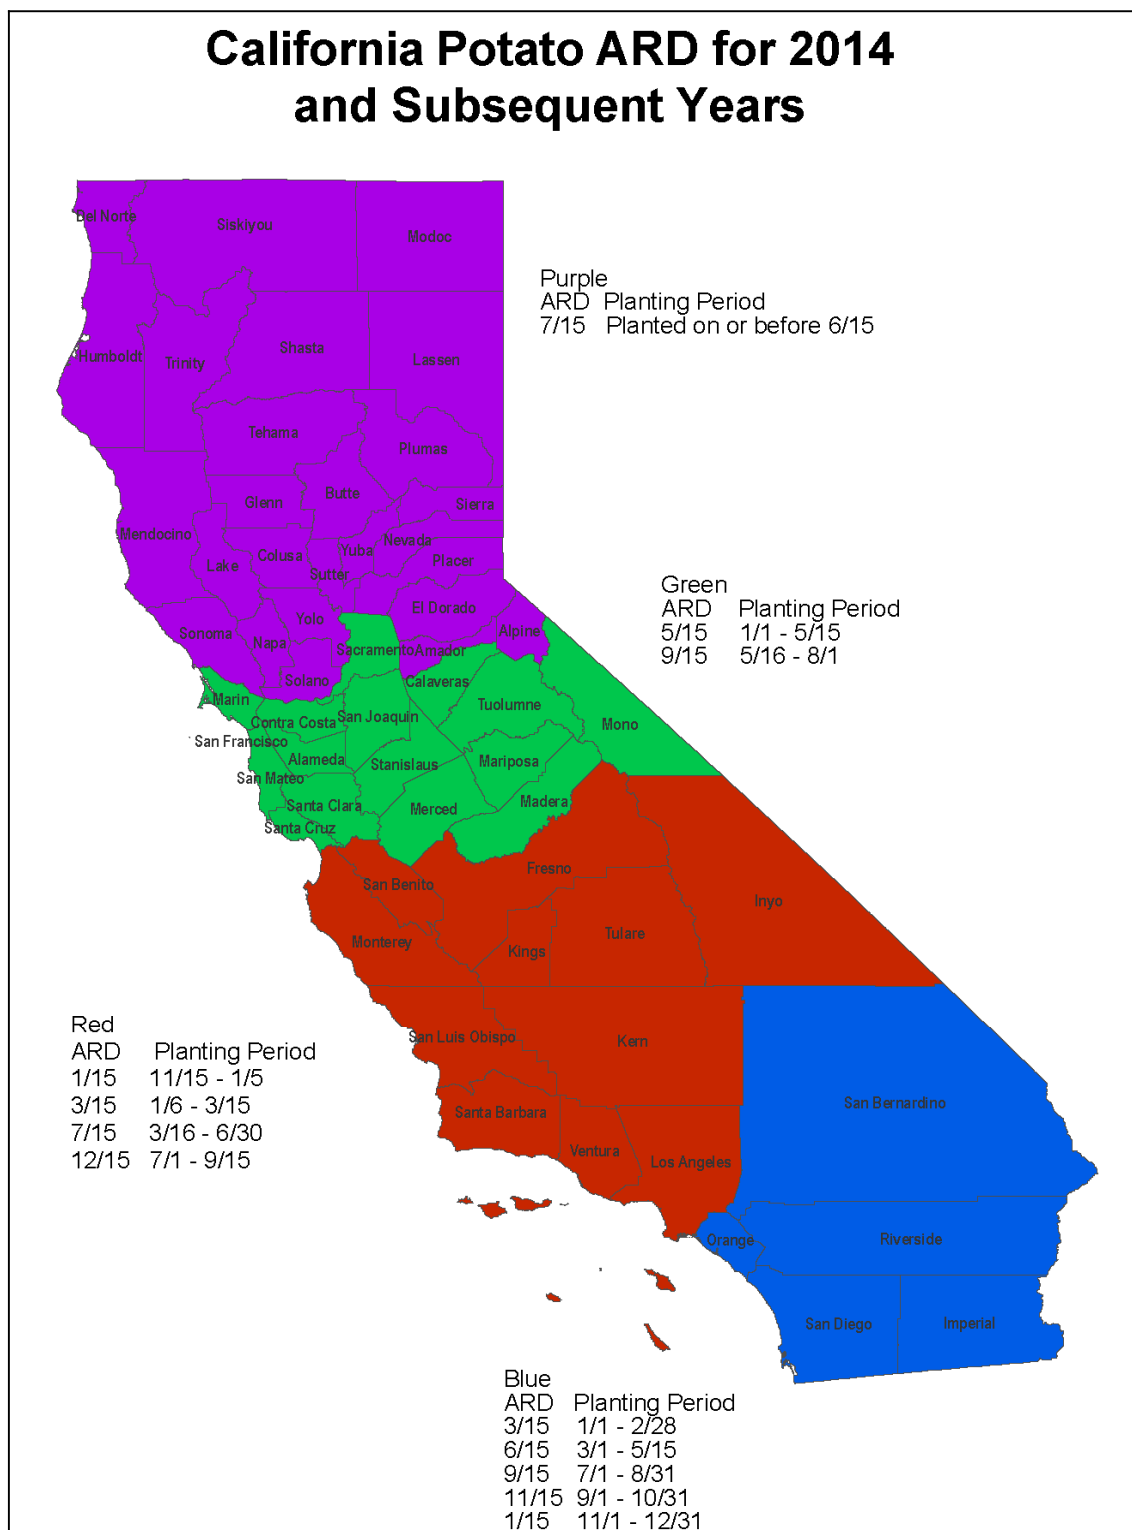 California Potato ARD for 2014
and Subsequent Years
Del Norte
Siskiyou
Modoc
Humboldt
Trinity
Shasta
Lassen
Tehama
Plumas
Glenn
Butte
Sierra
Mendocino
Lake
Colusa
Sutter
Yuba
Nevada
Placer
El Dorado
Sonoma
Napa
Yolo
Solano
Sacramento
Amador
Alpine
Marin
Contra Costa
San Joaquin
Calaveras
Tuolumne
Mono
San Francisco
Alameda
Stanislaus
Mariposa
San Mateo
Santa Clara
Merced
Madera
Santa Cruz
San Benito
Fresno
Inyo
Monterey
Kings
Tulare
San Luis Obispo
Kern
Santa Barbara
Ventura
Los Angeles
San Bernardino
Orange
Riverside
San Diego
Imperial
Purple
ARD Planting Period
7/15 Planted on or before 6/15
Green
ARD Planting Period
5/15 1/1 - 5/15
9/15 5/16 - 8/1
Red
ARD Planting Period
1/15 11/15 - 1/5
3/15 1/6 - 3/15
7/15 3/16 - 6/30
12/15 7/1 - 9/15
Blue
ARD Planting Period
3/15 1/1 - 2/28
6/15 3/1 - 5/15
9/15 7/1 - 8/31
11/15 9/1 - 10/31
1/15 11/1 - 12/31